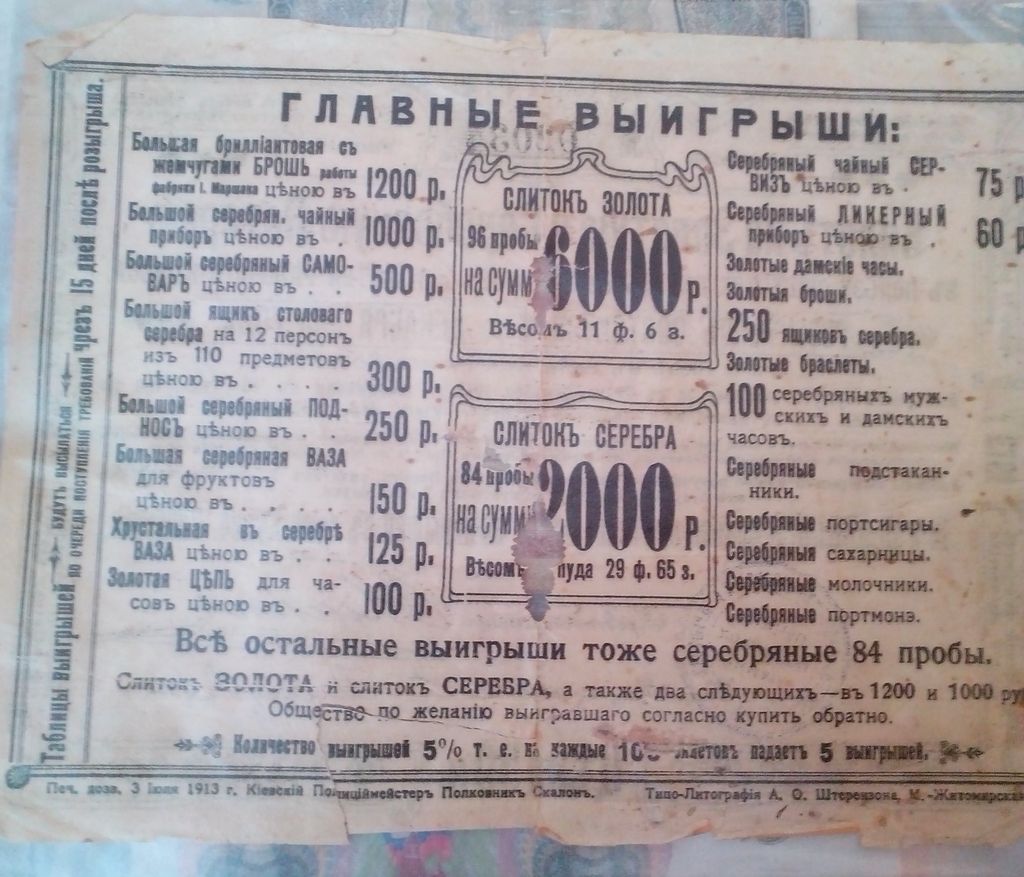 ГЛАВНЫЕ ВЫИГРЫШИ:
Большая брилліантовая съ
жемчугами БРОШЬ работы
фабрики І. Маршака цѣною въ 1200 р.
Большой серебрян. чайный
приборъ цѣною въ . 1000 р.
Большой серебряный САМО-
ВАРЪ цѣною въ . . 500 р.
Большой ящик столоваго
серебра на 12 персонъ
изъ 110 предметовъ
цѣною въ . . . . 300 р.
Большой серебряный ПОД-
НОСЪ цѣною въ . . 250 р.
Большая серебряная ВАЗА
для фруктовъ
цѣною въ . . . . 150 р.
Хрустальная въ серебрѣ
ВАЗА цѣною въ . . 125 р.
Золотая ЦѢПЬ для ча-
совъ цѣною въ . . 100 р.
СЛИТОКЪ ЗОЛОТА
96 пробы
на сумм 6000 р.
Вѣсомъ 11 ф. 6 з.
СЛИТОКЪ СЕРЕБРА
84 пробы
на сумм 2000 р.
Вѣсомъ пуда 29 ф. 65 з.
Серебряный чайный СЕР-
ВИЗЪ цѣною въ . 75 р
Серебряный ЛИКЕРНЫЙ
приборъ цѣною въ . 60 р
Золотые дамскіе часы.
Золотыя броши.
250 ящиковъ серебра.
Золотые браслеты.
100 серебряныхъ муж-
скихъ и дамскихъ
часовъ.
Серебряные подстакан-
ники.
Серебряные портсигары.
Серебряныя сахарницы.
Серебряные молочники.
Серебряные портмонэ.
Всѣ остальные выигрыши тоже серебряные 84 пробы.
Слитокъ ЗОЛОТА и слитокъ СЕРЕБРА, а также два слѣдующихъ—въ 1200 и 1000 ру
Общество по желанію выигравшаго согласно купить обратно.
Количество выигрышей 5% т. е. на каждые 10 билетовъ падаетъ 5 выигрышей.
Печ. дозв. 3 Іюля 1913 г. Кіевскій Полиціймейстеръ Полковникъ Скалонъ. Типо-Литографія А. О. Штерензона, М.-Житомирская
Таблицы выигрышей БУДУТЪ ВЫСЫЛАТЬСЯ ПО ОЧЕРЕДИ ПОСТУПЛЕНІЯ ТРЕБОВАНІЙ чрезъ 15 дней послѣ розыгрыша.